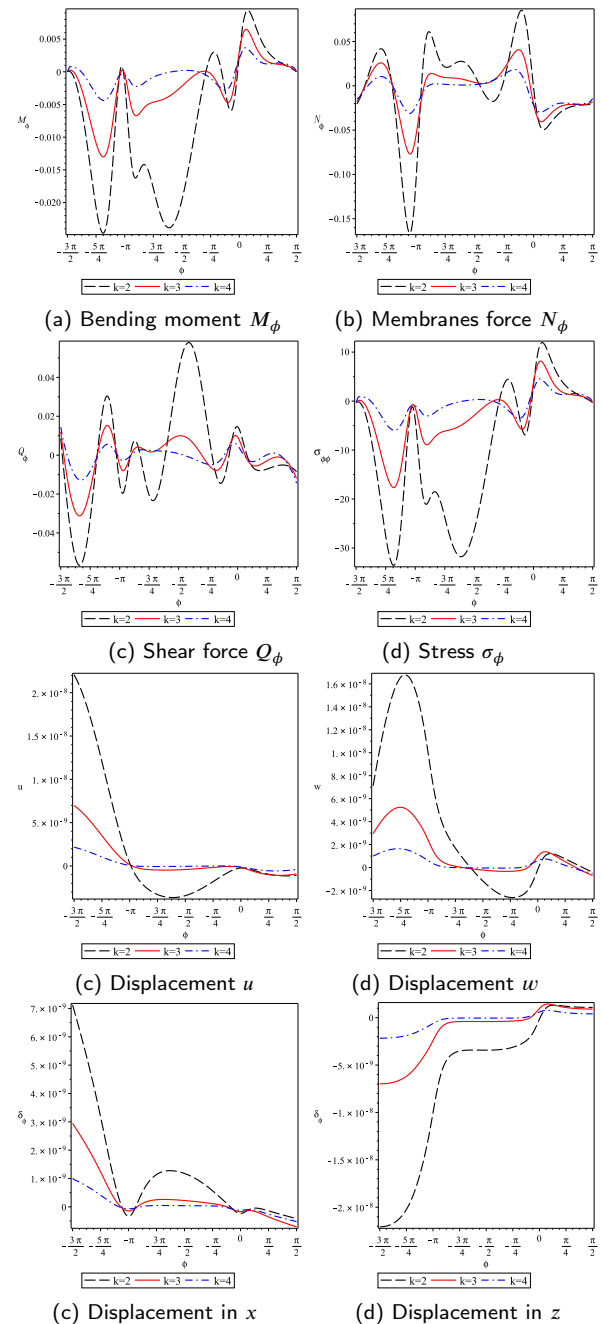 0.005
0
-0.005
-0.010
-0.015
-0.020
M_ϕ
-3π/2 -5π/4 -π -3π/4 -π/2 -π/4 0 π/4 π/2
ϕ
k=2 k=3 k=4
(a) Bending moment M_ϕ
0.05
0
-0.05
-0.10
-0.15
N_ϕ
-3π/2 -5π/4 -π -3π/4 -π/2 -π/4 0 π/4 π/2
ϕ
k=2 k=3 k=4
(b) Membranes force N_ϕ
0.04
0.02
0
-0.02
-0.04
Q_ϕ
-3π/2 -5π/4 -π -3π/4 -π/2 -π/4 0 π/4 π/2
ϕ
k=2 k=3 k=4
(c) Shear force Q_ϕ
10
0
-10
-20
-30
σ_ϕϕ
-3π/2 -5π/4 -π -3π/4 -π/2 -π/4 0 π/4 π/2
ϕ
k=2 k=3 k=4
(d) Stress σ_ϕ
2. × 10^-8
1.5 × 10^-8
1. × 10^-8
5. × 10^-9
0
u
-3π/2 -5π/4 -π -3π/4 -π/2 -π/4 0 π/4 π/2
ϕ
k=2 k=3 k=4
(c) Displacement u
1.6 × 10^-8
1.4 × 10^-8
1.2 × 10^-8
1. × 10^-8
8. × 10^-9
6. × 10^-9
4. × 10^-9
2. × 10^-9
0
-2. × 10^-9
w
-3π/2 -5π/4 -π -3π/4 -π/2 -π/4 0 π/4 π/2
ϕ
k=2 k=3 k=4
(d) Displacement w
7. × 10^-9
6. × 10^-9
5. × 10^-9
4. × 10^-9
3. × 10^-9
2. × 10^-9
1. × 10^-9
0
δ_ϕ
-3π/2 -5π/4 -π -3π/4 -π/2 -π/4 0 π/4 π/2
ϕ
k=2 k=3 k=4
(c) Displacement in x
0
-5. × 10^-9
-1. × 10^-8
-1.5 × 10^-8
-2. × 10^-8
δ_ϕ
-3π/2 -5π/4 -π -3π/4 -π/2 -π/4 0 π/4 π/2
ϕ
k=2 k=3 k=4
(d) Displacement in z